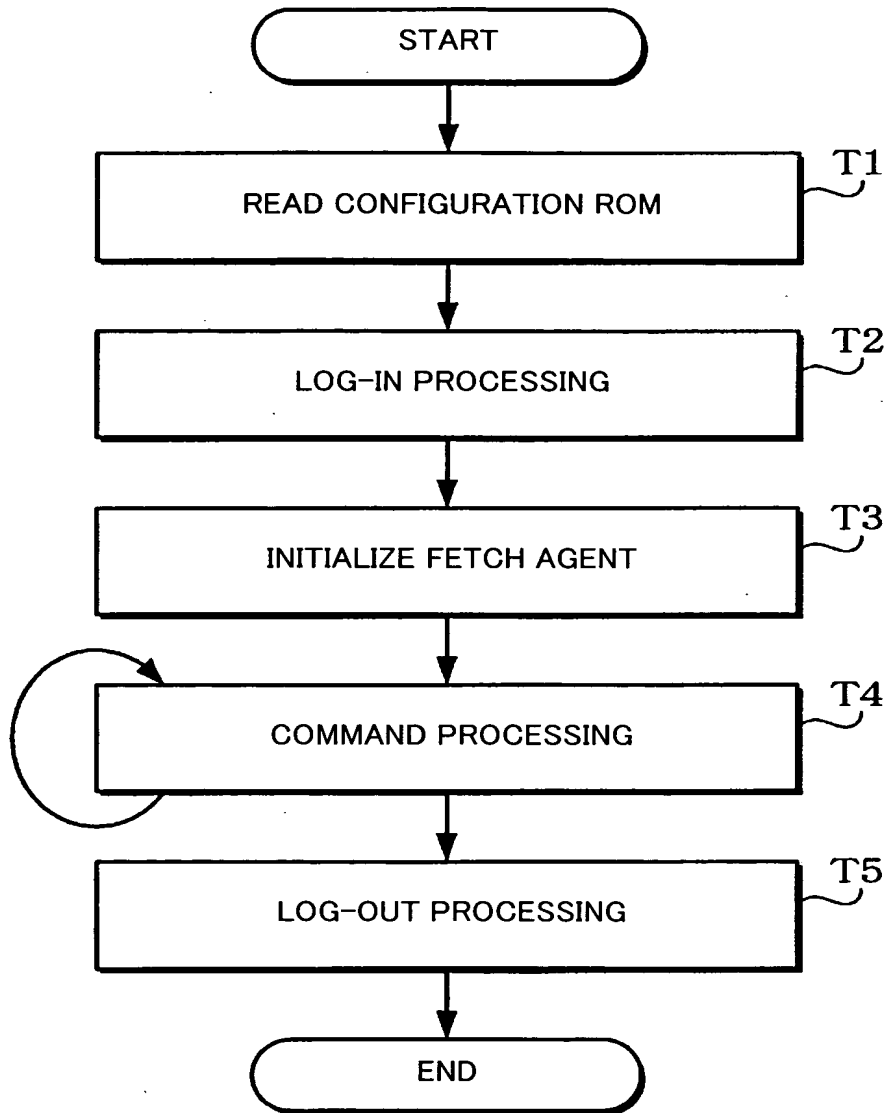 START
T1
READ CONFIGURATION ROM
T2
LOG-IN PROCESSING
T3
INITIALIZE FETCH AGENT
T4
COMMAND PROCESSING
T5
LOG-OUT PROCESSING
END